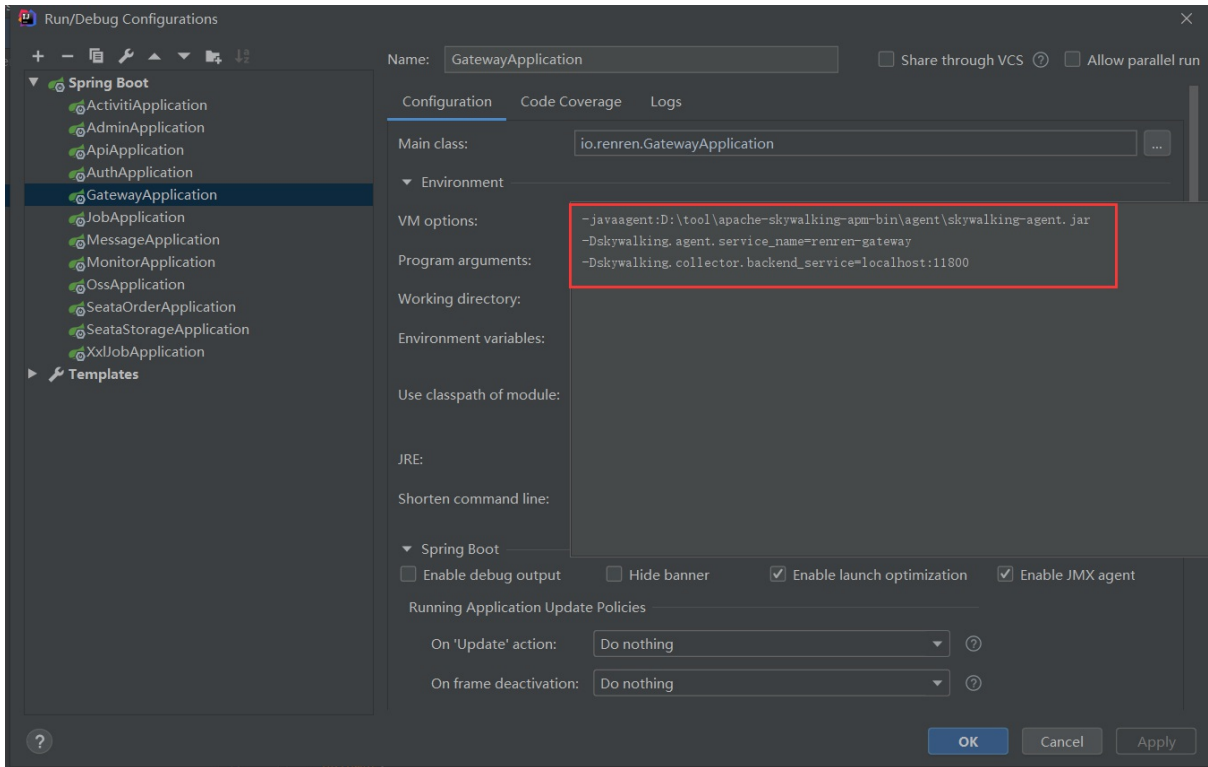 Run/Debug Configurations
Name: GatewayApplication Share through VCS Allow parallel run
Spring Boot
ActivitiApplication
AdminApplication
ApiApplication
AuthApplication
GatewayApplication
JobApplication
MessageApplication
MonitorApplication
OssApplication
SeataOrderApplication
SeataStorageApplication
XxlJobApplication
Templates
Configuration Code Coverage Logs
Main class: io.renren.GatewayApplication ...
Environment
VM options:
-javaagent:D:\tool\apache-skywalking-apm-bin\agent\skywalking-agent.jar
-Dskywalking.agent.service_name=renren-gateway
-Dskywalking.collector.backend_service=localhost:11800
Program arguments:
Working directory:
Environment variables:
Use classpath of module:
JRE:
Shorten command line:
Spring Boot
Enable debug output Hide banner Enable launch optimization Enable JMX agent
Running Application Update Policies
On 'Update' action: Do nothing
On frame deactivation: Do nothing
OK Cancel Apply